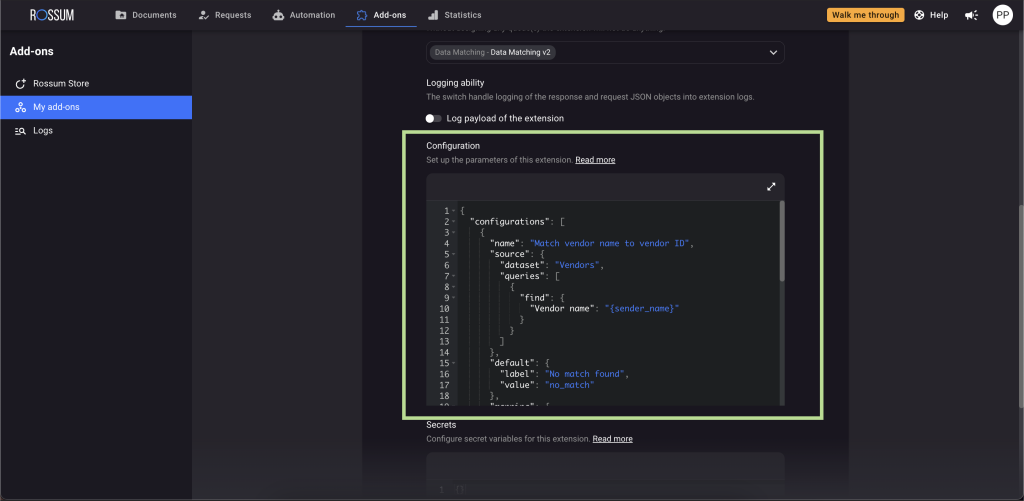 ROSSUM
Documents
Requests
Automation
Add-ons
Statistics
Walk me through
Help
PP
Add-ons
Rossum Store
My add-ons
Logs
Data Matching - Data Matching v2
Logging ability
The switch handle logging of the response and request JSON objects into extension logs.
Log payload of the extension
Configuration
Set up the parameters of this extension. Read more
1 {
2 "configurations": [
3 {
4 "name": "Match vendor name to vendor ID",
5 "source": {
6 "dataset": "Vendors",
7 "queries": [
8 {
9 "find": {
10 "Vendor name": "{sender_name}"
11 }
12 }
13 ]
14 },
15 "default": {
16 "label": "No match found",
17 "value": "no_match"
18 },
Secrets
Configure secret variables for this extension. Read more
1 {}